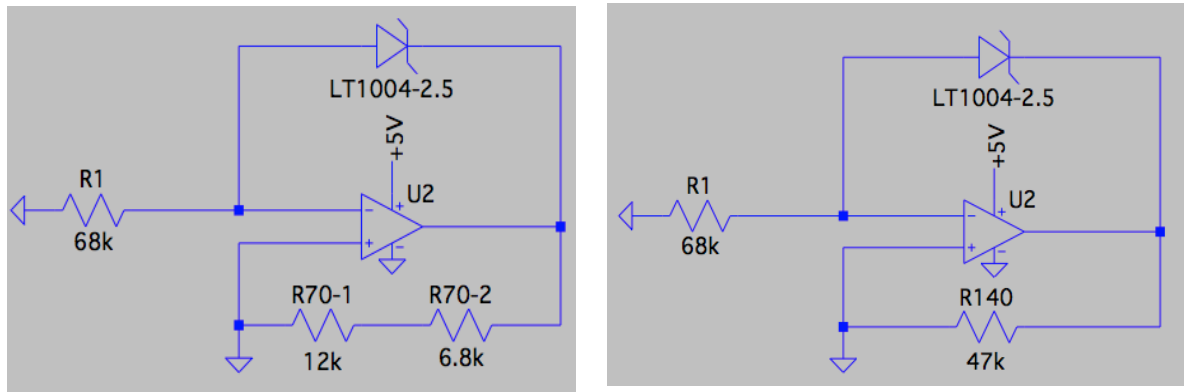 LT1004-2.5
+5V
R1
U2
68k
R70-1 R70-2
12k 6.8k
LT1004-2.5
+5V
R1
U2
68k
R140
47k